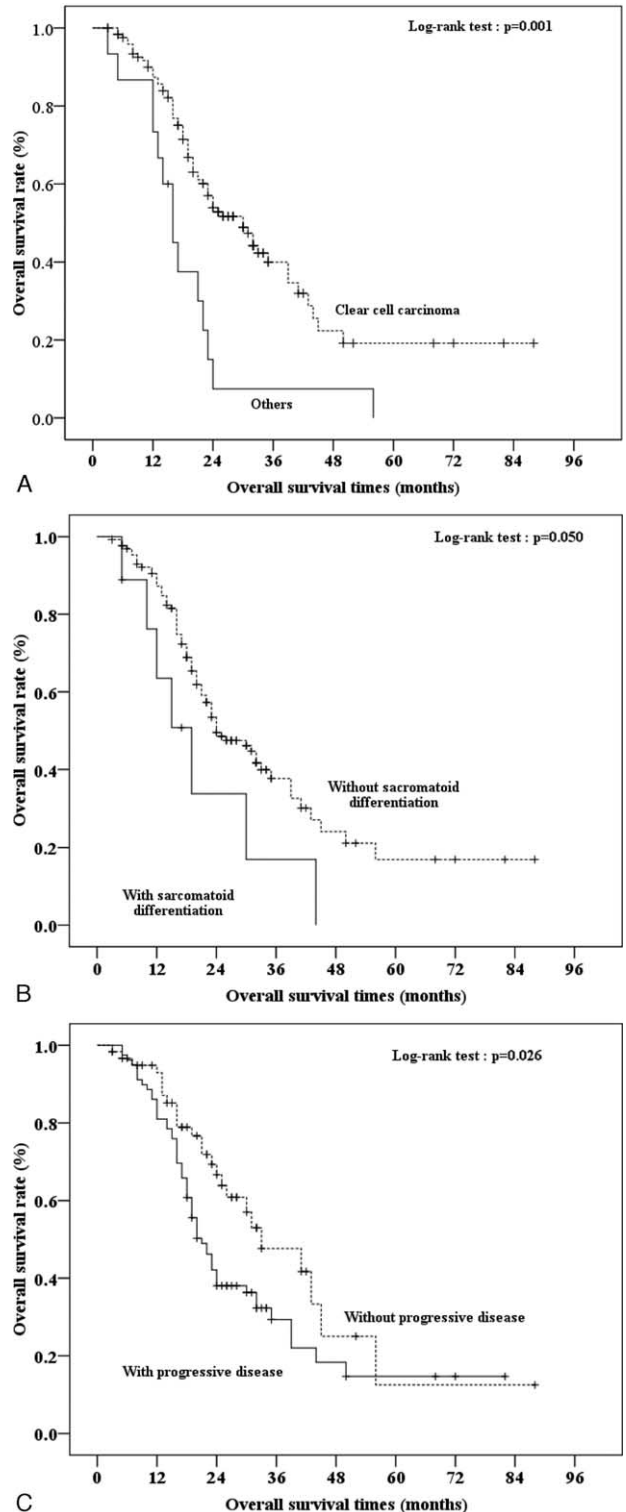 Log-rank test : p=0.001
Overall survival rate (%)
1.0
0.8
0.6
0.4
0.2
0.0
Clear cell carcinoma
Others
0 12 24 36 48 60 72 84 96
Overall survival times (months)
A
Log-rank test : p=0.050
Overall survival rate (%)
1.0
0.8
0.6
0.4
0.2
0.0
Without sacromatoid
differentiation
With sarcomatoid
differentiation
0 12 24 36 48 60 72 84 96
Overall survival times (months)
B
Log-rank test : p=0.026
Overall survival rate (%)
1.0
0.8
0.6
0.4
0.2
0.0
Without progressive disease
With progressive disease
0 12 24 36 48 60 72 84 96
Overall survival times (months)
C